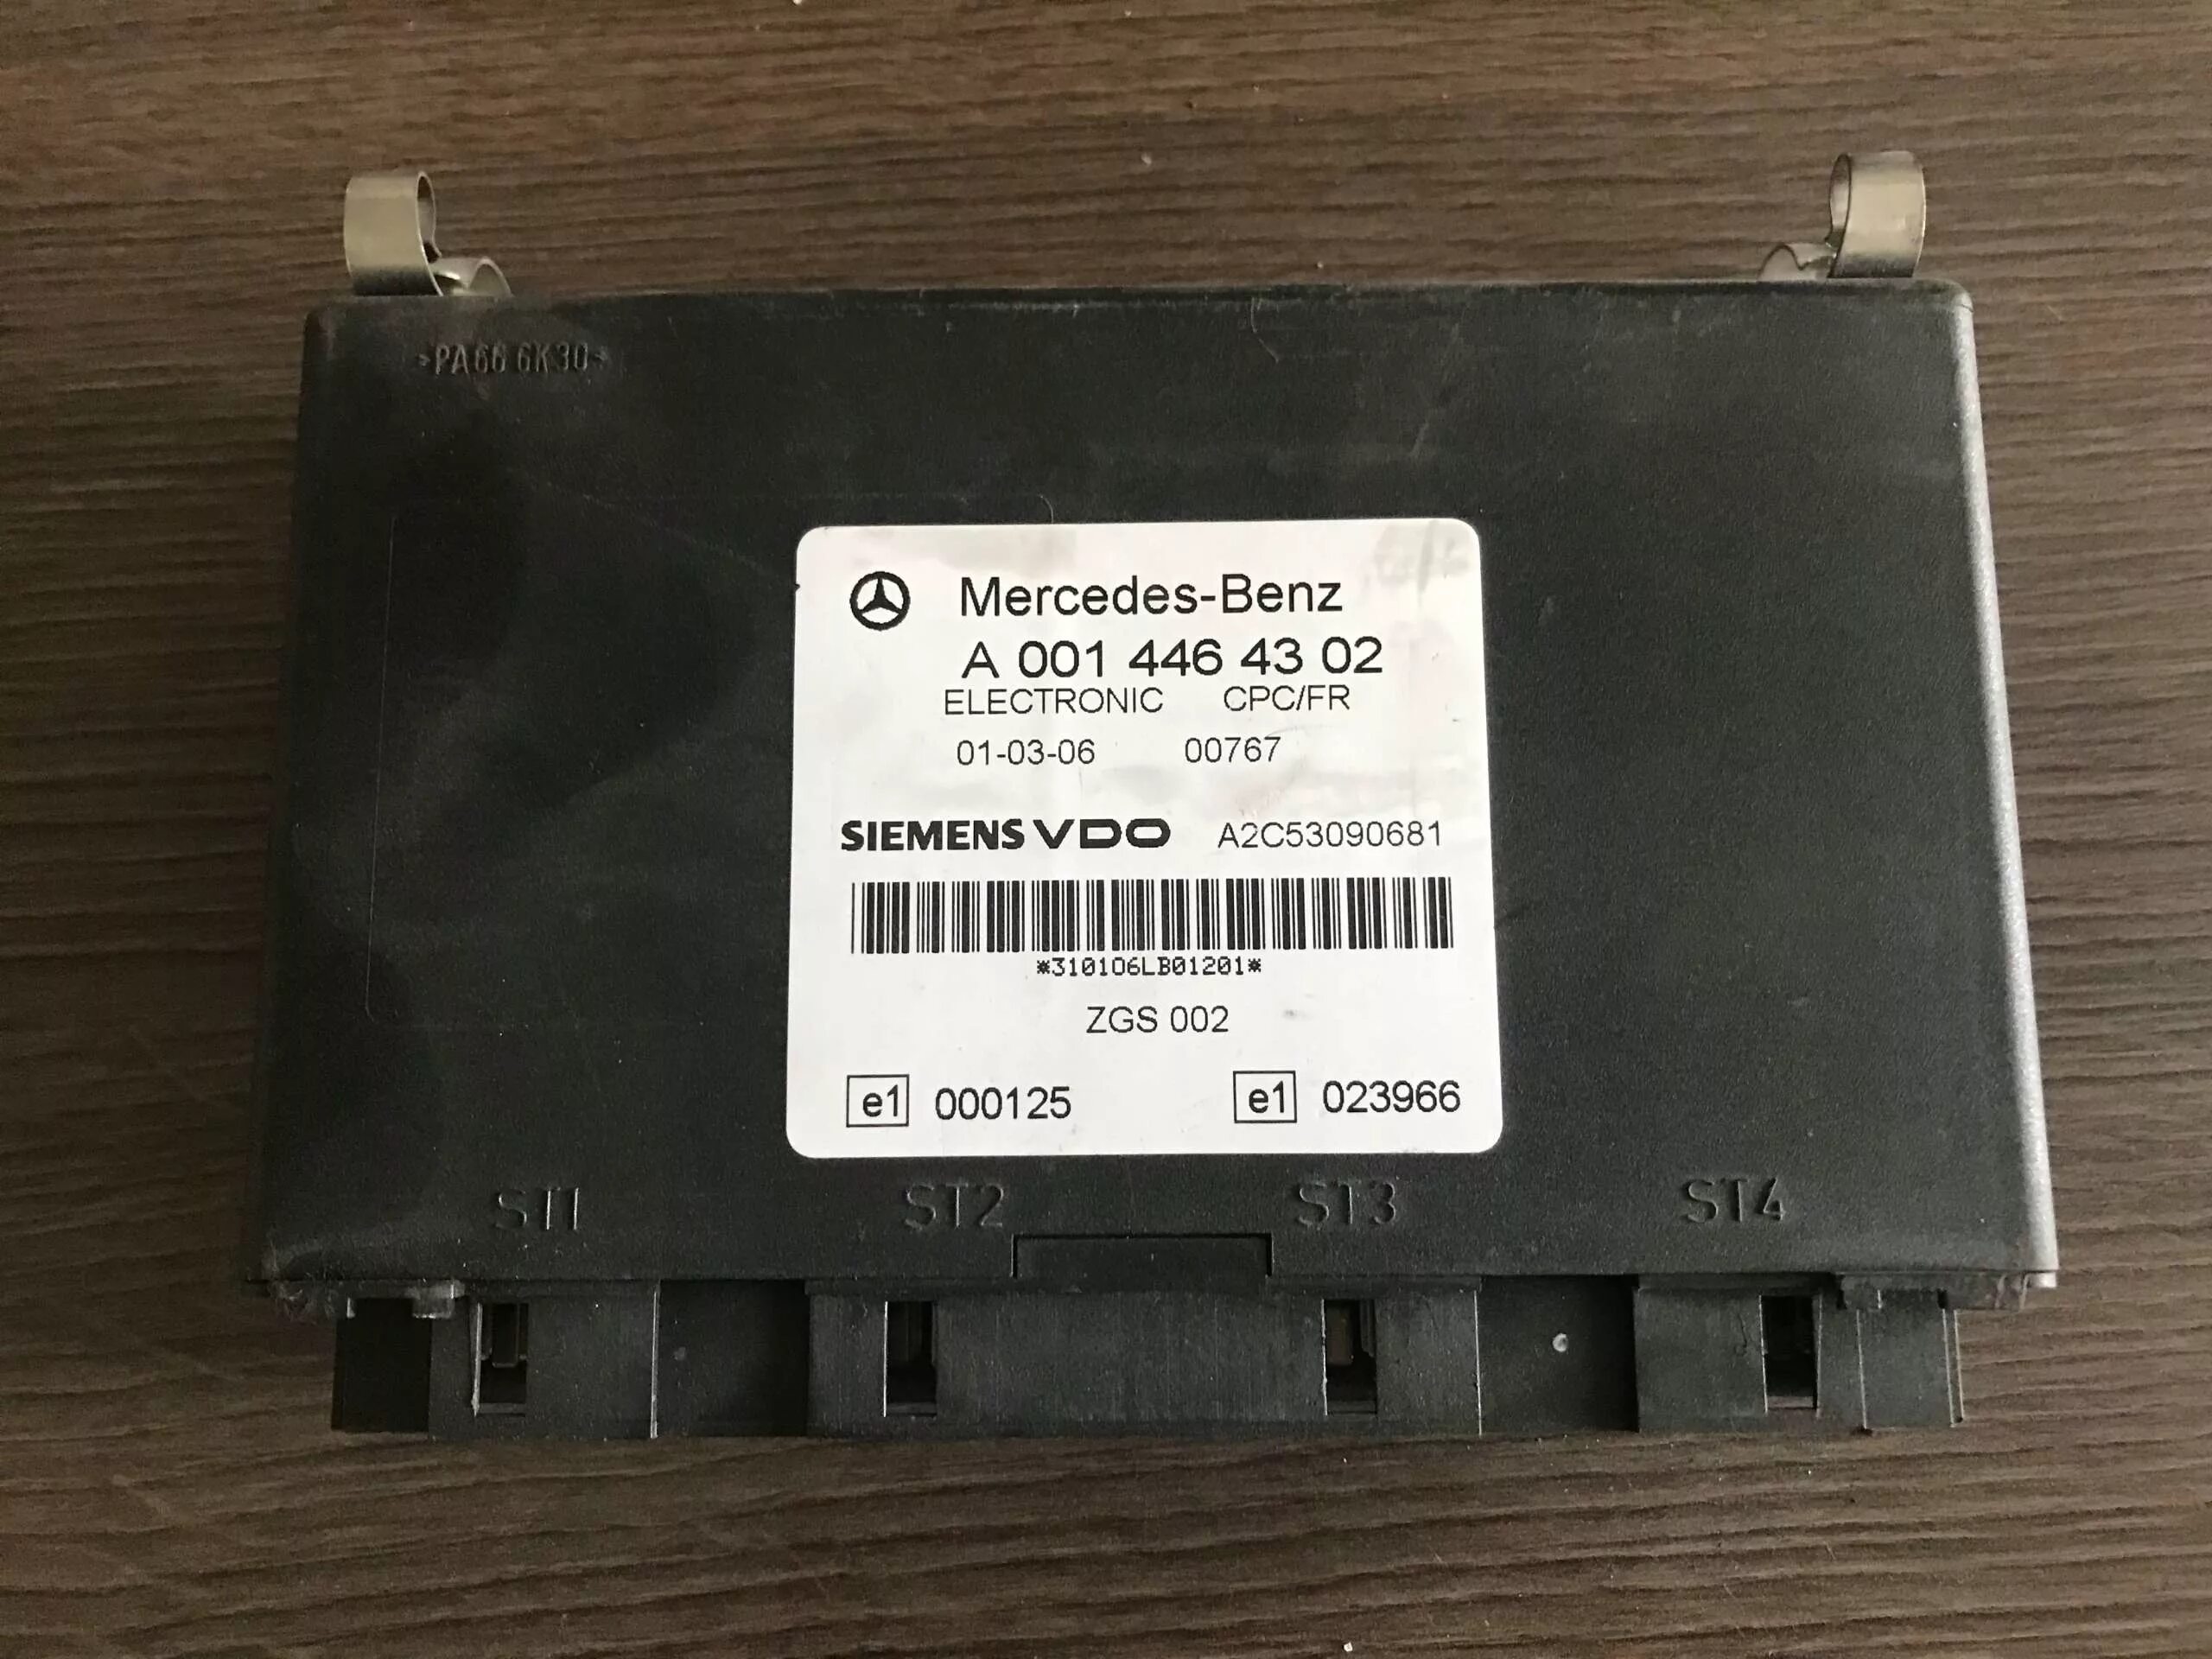 >PA66 GK30<
Mercedes-Benz
A 001 446 43 02
ELECTRONIC CPC/FR
01-03-06 00767
SIEMENS VDO A2C53090681
*310106LB01201*
ZGS 002
e1 000125 e1 023966
ST1 ST2 ST3 ST4